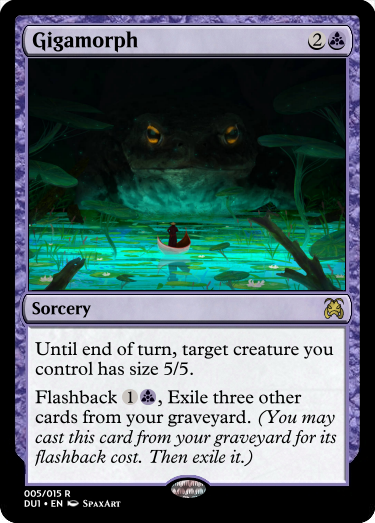 Gigamorph 2
Sorcery
Until end of turn, target creature you
control has size 5/5.
Flashback 1, Exile three other
cards from your graveyard. (You may
cast this card from your graveyard for its
flashback cost. Then exile it.)
005/015 R
DU1 • EN SpaxArt